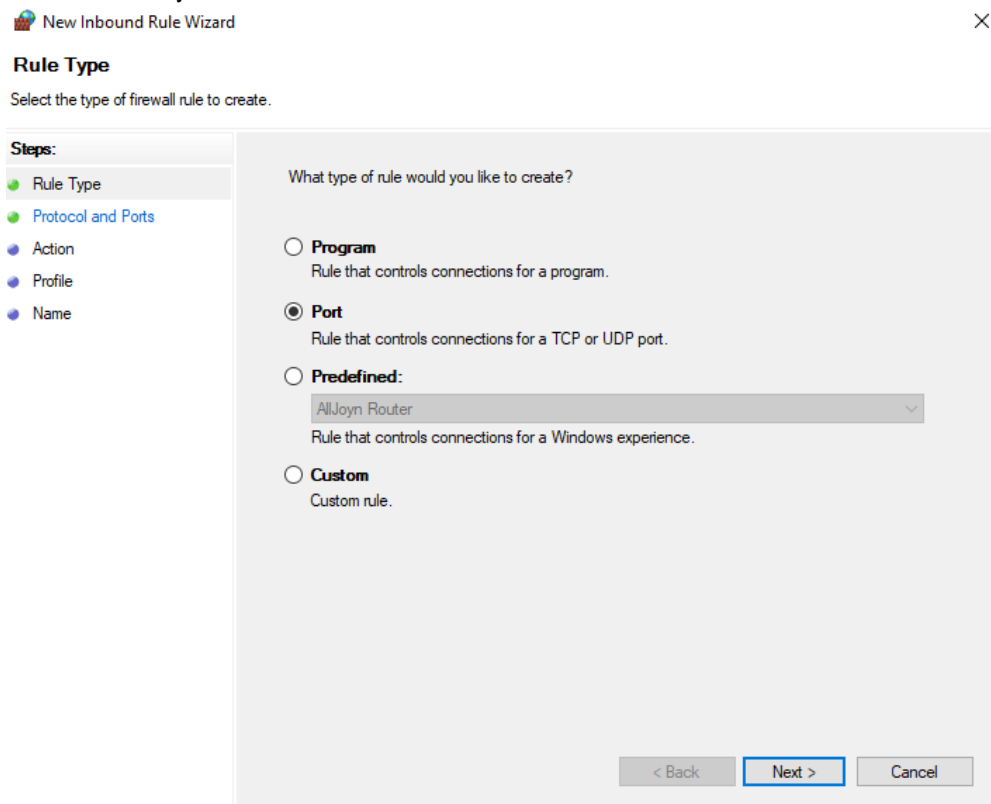 New Inbound Rule Wizard
Rule Type
Select the type of firewall rule to create.
Steps:
Rule Type
Protocol and Ports
Action
Profile
Name
What type of rule would you like to create?
Program
Rule that controls connections for a program.
Port
Rule that controls connections for a TCP or UDP port.
Predefined:
AllJoyn Router
Rule that controls connections for a Windows experience.
Custom
Custom rule.
< Back
Next >
Cancel